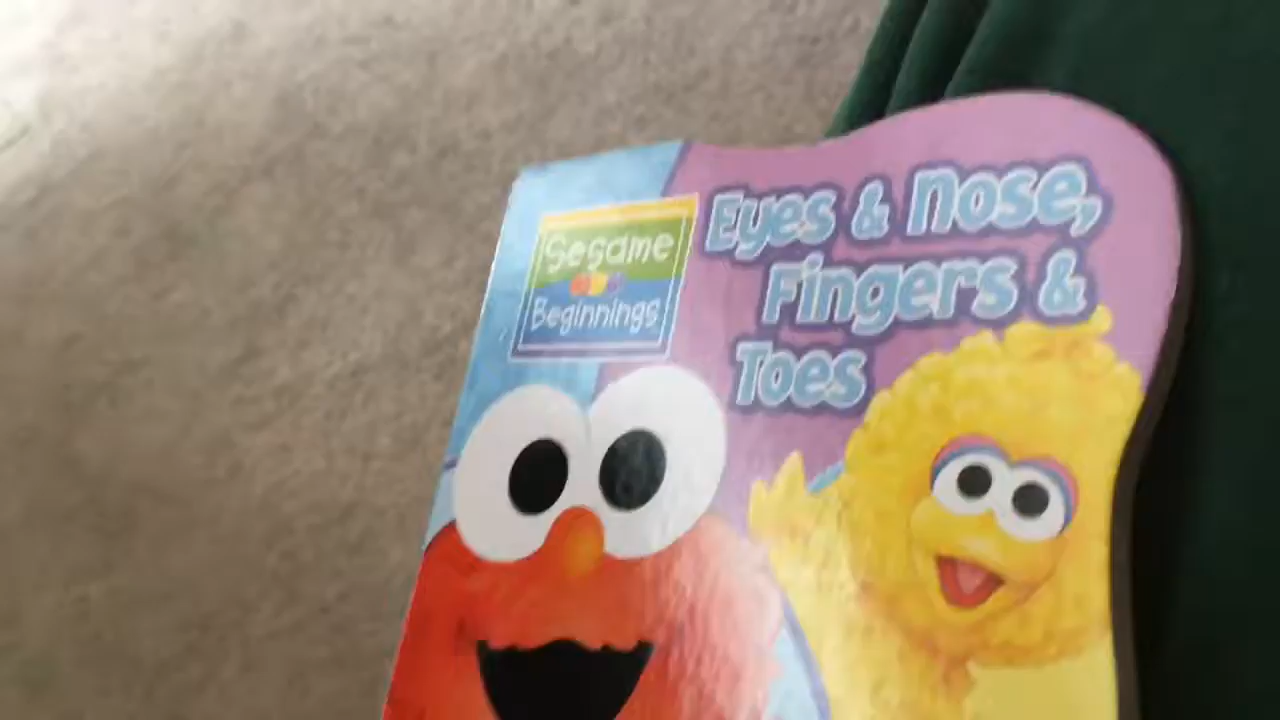 Sesame
Beginnings
Eyes & Nose,
Fingers &
Toes